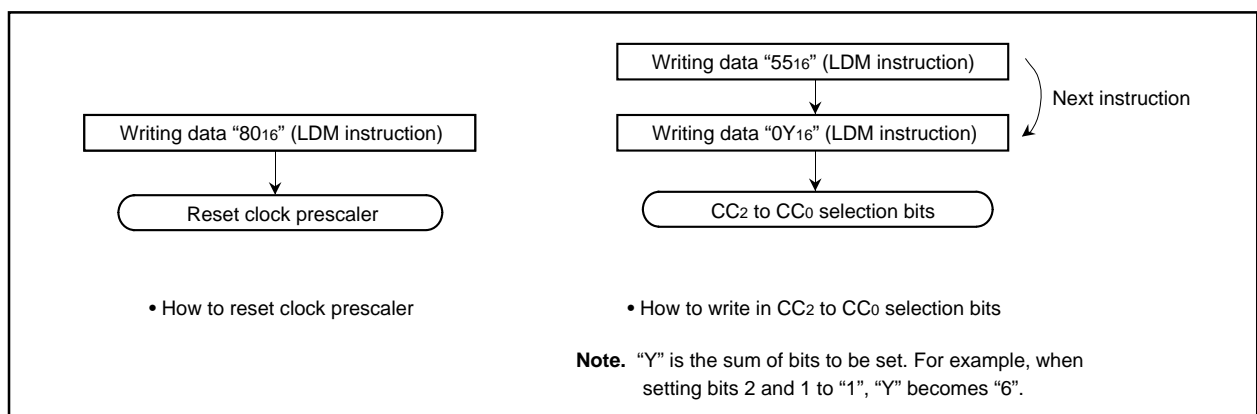 Writing data “8016” (LDM instruction)
Reset clock prescaler
• How to reset clock prescaler
Writing data “5516” (LDM instruction)
Next instruction
Writing data “0Y16” (LDM instruction)
CC2 to CC0 selection bits
• How to write in CC2 to CC0 selection bits
Note. “Y” is the sum of bits to be set. For example, when
setting bits 2 and 1 to “1”, “Y” becomes “6”.